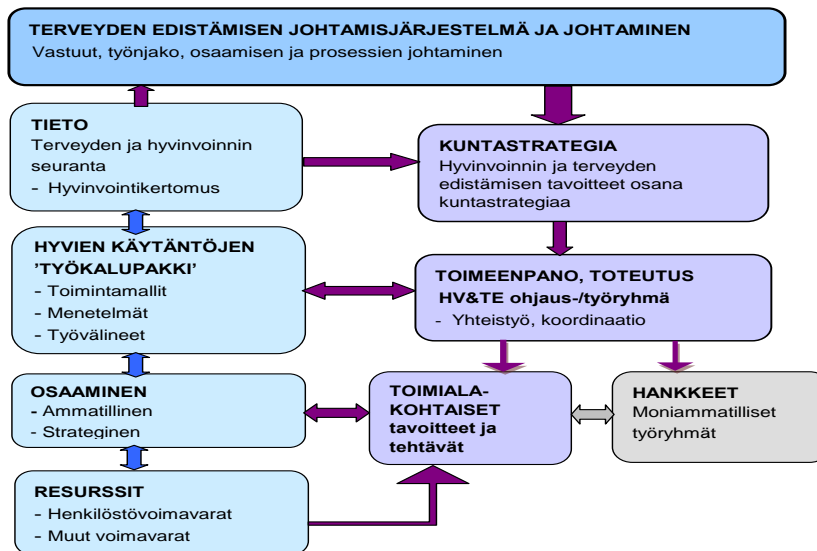 TERVEYDEN EDISTÄMISEN JOHTAMISJÄRJESTELMÄ JA JOHTAMINEN
Vastuut, työnjako, osaamisen ja prosessien johtaminen
TIETO
Terveyden ja hyvinvoinnin
seuranta
- Hyvinvointikertomus
KUNTASTRATEGIA
Hyvinvoinnin ja terveyden
edistämisen tavoitteet osana
kuntastrategiaa
HYVIEN KÄYTÄNTÖJEN
’TYÖKALUPAKKI’
- Toimintamallit
- Menetelmät
- Työvälineet
TOIMEENPANO, TOTEUTUS
HV&TE ohjaus-/työryhmä
- Yhteistyö, koordinaatio
OSAAMINEN
- Ammatillinen
- Strateginen
TOIMIALA-
KOHTAISET
tavoitteet ja
tehtävät
HANKKEET
Moniammatilliset
työryhmät
RESURSSIT
- Henkilöstövoimavarat
- Muut voimavarat